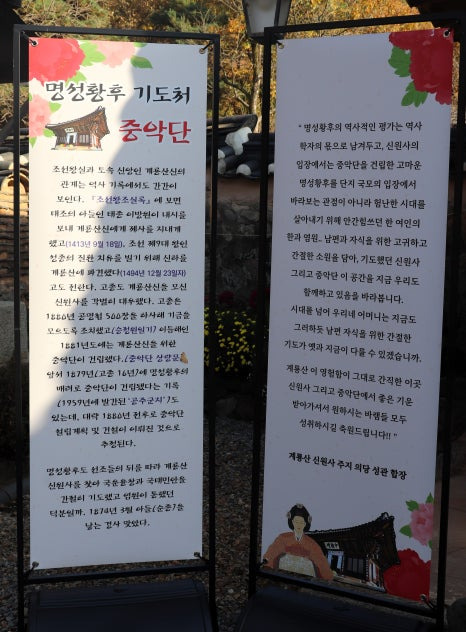 명성황후 기도처
중악단
조선왕실과 토속 신앙인 계룡산신의
관계는 역사 기록에서도 간간이
보인다. 『조선왕조실록』에 보면
태조의 아들인 태종 이방원이 내시를
보내 계룡산신에게 제사를 지내게
했고(1413년 9월 18일), 조선 제9대 왕인
성종의 질환 치유를 빌기 위해 신하를
계룡산에 파견했다(1494년 12월 23일자)
고도 전한다. 고종도 계룡산신을 모신
신원사를 각별히 대우했다. 고종은
1880년 공명첩 500장을 하사해 기금을
모으도록 조치했고(승정원일기) 이듬해인
1881년도에는 계룡산신을 위한
중악단이 건립됐다.(중악단 상량문)
앞서 1879년(고종 16년)에 명성황후의
배려로 중악단이 건립됐다는 기록
(1959년에 발간된 '공주군지')도
있는데, 대략 1880년 전후로 중악단
설립계획 및 건립이 이뤄진 것으로
추정된다.
명성황후도 선조들의 뒤를 따라 계룡산
신원사를 찾아 국운융창과 국태민안을
간절히 기도했고 염원이 통했던
덕분일까. 1874년 3월 아들(순종)을
낳는 경사 맞았다.
" 명성황후의 역사적인 평가는 역사
학자의 몫으로 남겨두고, 신원사의
입장에서는 중악단을 건립한 고마운
명성황후를 단지 국모의 입장에서
바라보는 관점이 아니라 험난한 시대를
살아내기 위해 안간힘쓰던 한 여인의
한과 염원.. 남편과 자식을 위한 고귀하고
간절한 소원을 담아, 기도했던 신원사
그리고 중악단 이 공간을 지금 우리도
함께하고 있음을 바라봅니다.
시대를 넘어 우리네 어머니는 지금도
그러하듯 남편 자식을 위한 간절한
기도가 옛과 지금이 다를 수 있겠습니까.
계룡산 이 영험함이 그대로 간직한 이곳
신원사 그리고 중악단에서 좋은 기운
받아가셔서 원하시는 바램들 모두
성취하시길 축원드립니다!! "
계룡산 신원사 주지 의당 성관 합장